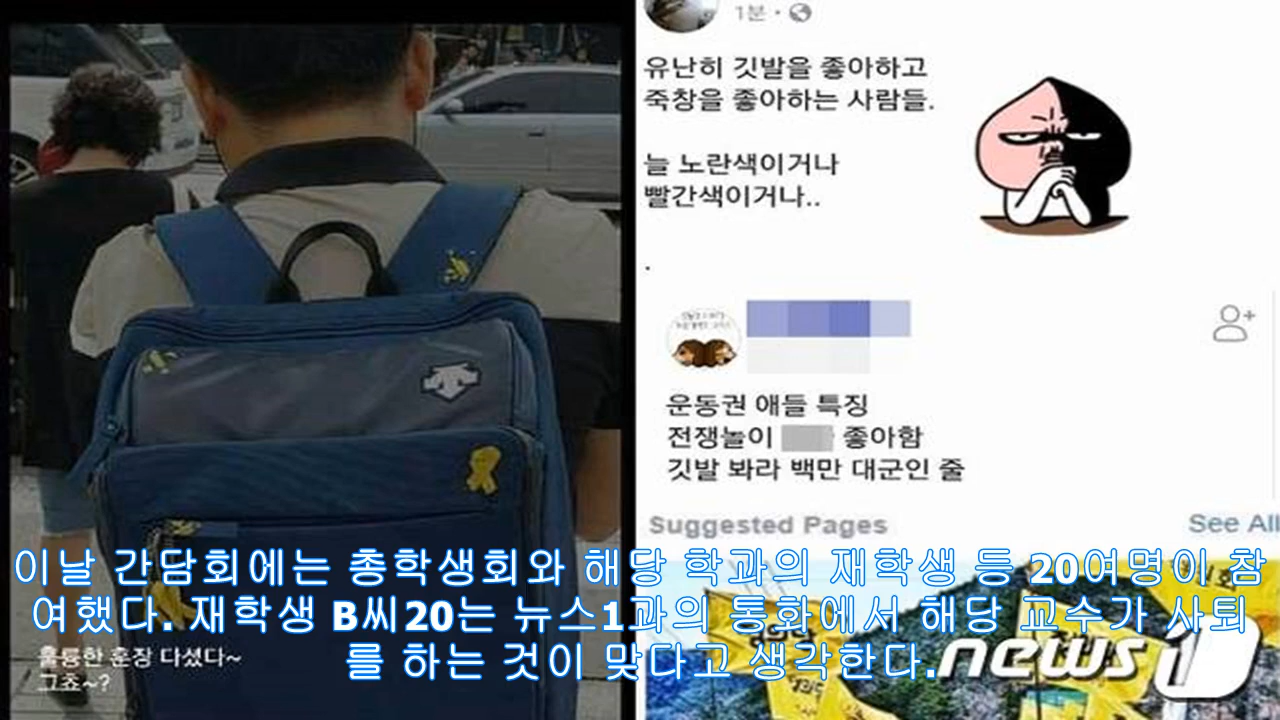 1분
유난히 깃발을 좋아하고
죽창을 좋아하는 사람들.
늘 노란색이거나
빨간색이거나..
.
운동권 애들 특징
전쟁놀이 좋아함
깃발 봐라 백만 대군인 줄
Suggested Pages
See All
이날 간담회에는 총학생회와 해당 학과의 재학생 등 20여명이 참
여했다. 재학생 B씨20는 뉴스1과의 통화에서 해당 교수가 사퇴
를 하는 것이 맞다고 생각한다.
훌륭한 훈장 다셨다~
그죠~?
news1